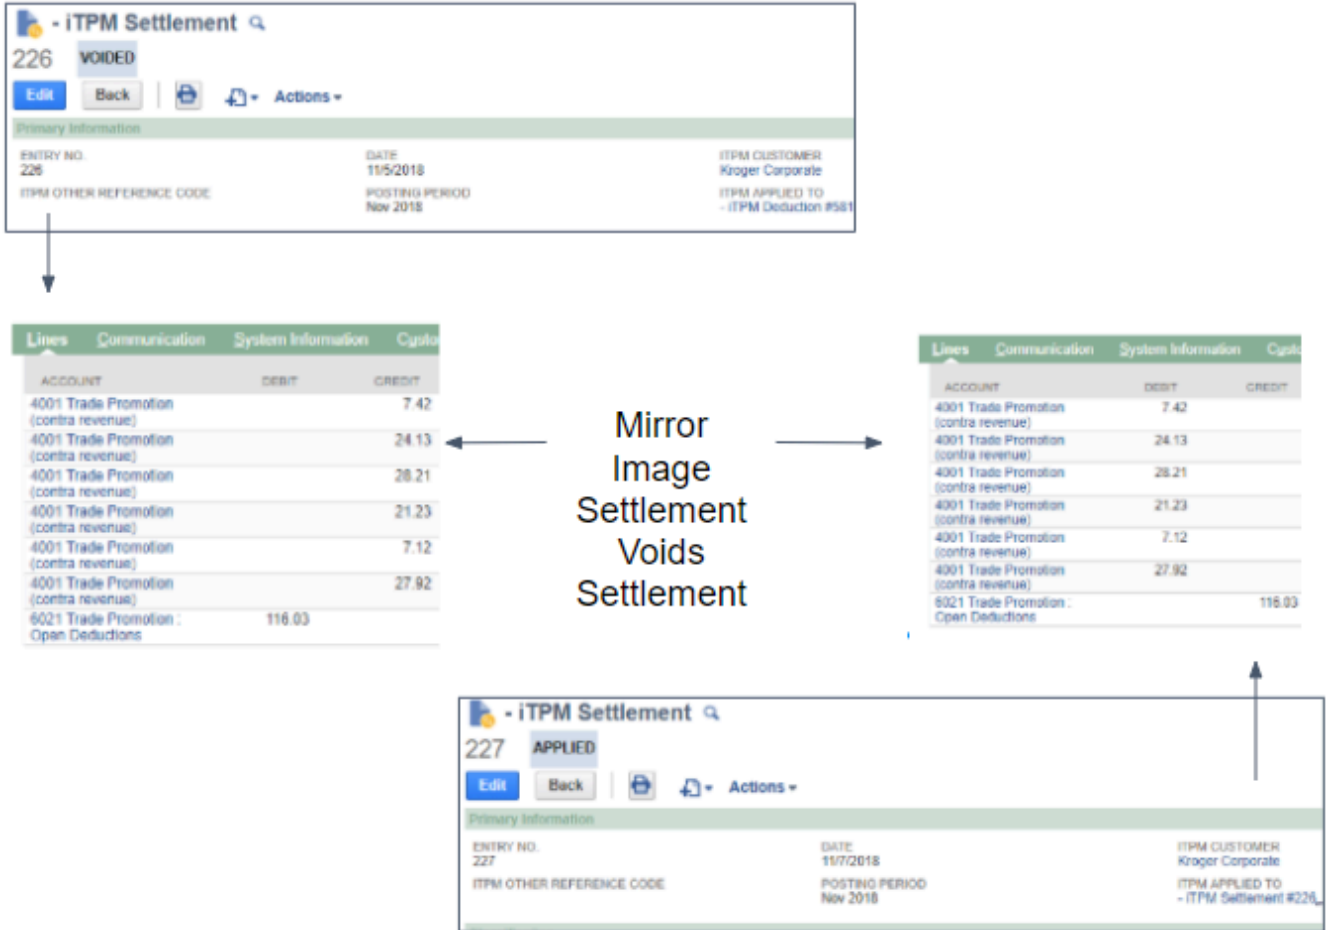 - iTPM Settlement
226 VOIDED
Edit Back Actions
Primary Information
ENTRY NO. DATE ITPM CUSTOMER
226 11/5/2018 Kroger Corporate
ITPM OTHER REFERENCE CODE POSTING PERIOD ITPM APPLIED TO
Nov 2018 - iTPM Deduction #581
Lines Communication System Information Custo
ACCOUNT DEBIT CREDIT
4001 Trade Promotion 7.42
(contra revenue)
4001 Trade Promotion 24.13
(contra revenue)
4001 Trade Promotion 28.21
(contra revenue)
4001 Trade Promotion 21.23
(contra revenue)
4001 Trade Promotion 7.12
(contra revenue)
4001 Trade Promotion 27.92
(contra revenue)
6021 Trade Promotion : 116.03
Open Deductions
Mirror
Image
Settlement
Voids
Settlement
Lines Communication System Information Custo
ACCOUNT DEBIT CREDIT
4001 Trade Promotion 7.42
(contra revenue)
4001 Trade Promotion 24.13
(contra revenue)
4001 Trade Promotion 28.21
(contra revenue)
4001 Trade Promotion 21.23
(contra revenue)
4001 Trade Promotion 7.12
(contra revenue)
4001 Trade Promotion 27.92
(contra revenue)
6021 Trade Promotion : 116.03
Open Deductions
- iTPM Settlement
227 APPLIED
Edit Back Actions
Primary Information
ENTRY NO. DATE ITPM CUSTOMER
227 11/7/2018 Kroger Corporate
ITPM OTHER REFERENCE CODE POSTING PERIOD ITPM APPLIED TO
Nov 2018 - iTPM Settlement #226